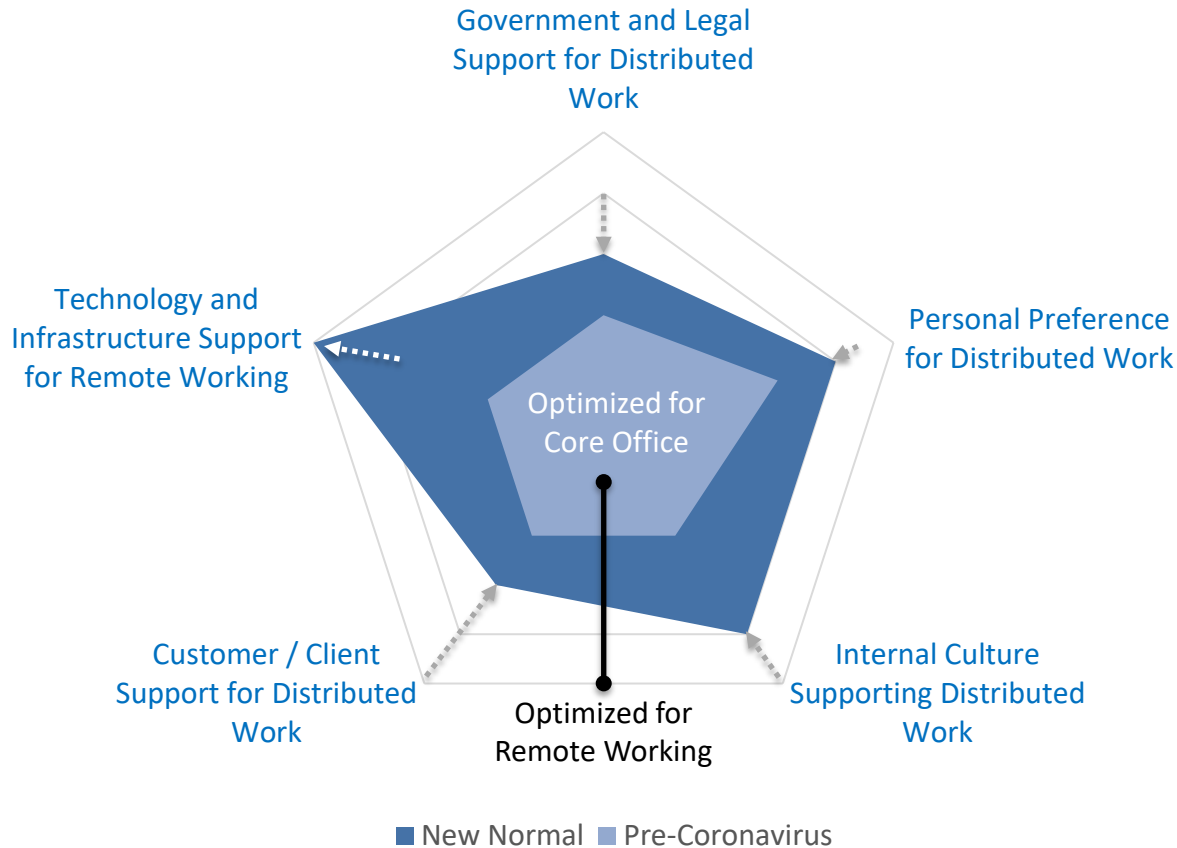 Government and Legal
Support for Distributed
Work
Technology and
Infrastructure Support
for Remote Working
Personal Preference
for Distributed Work
Optimized for
Core Office
Customer / Client
Support for Distributed
Work
Internal Culture
Supporting Distributed
Work
Optimized for
Remote Working
New Normal Pre-Coronavirus